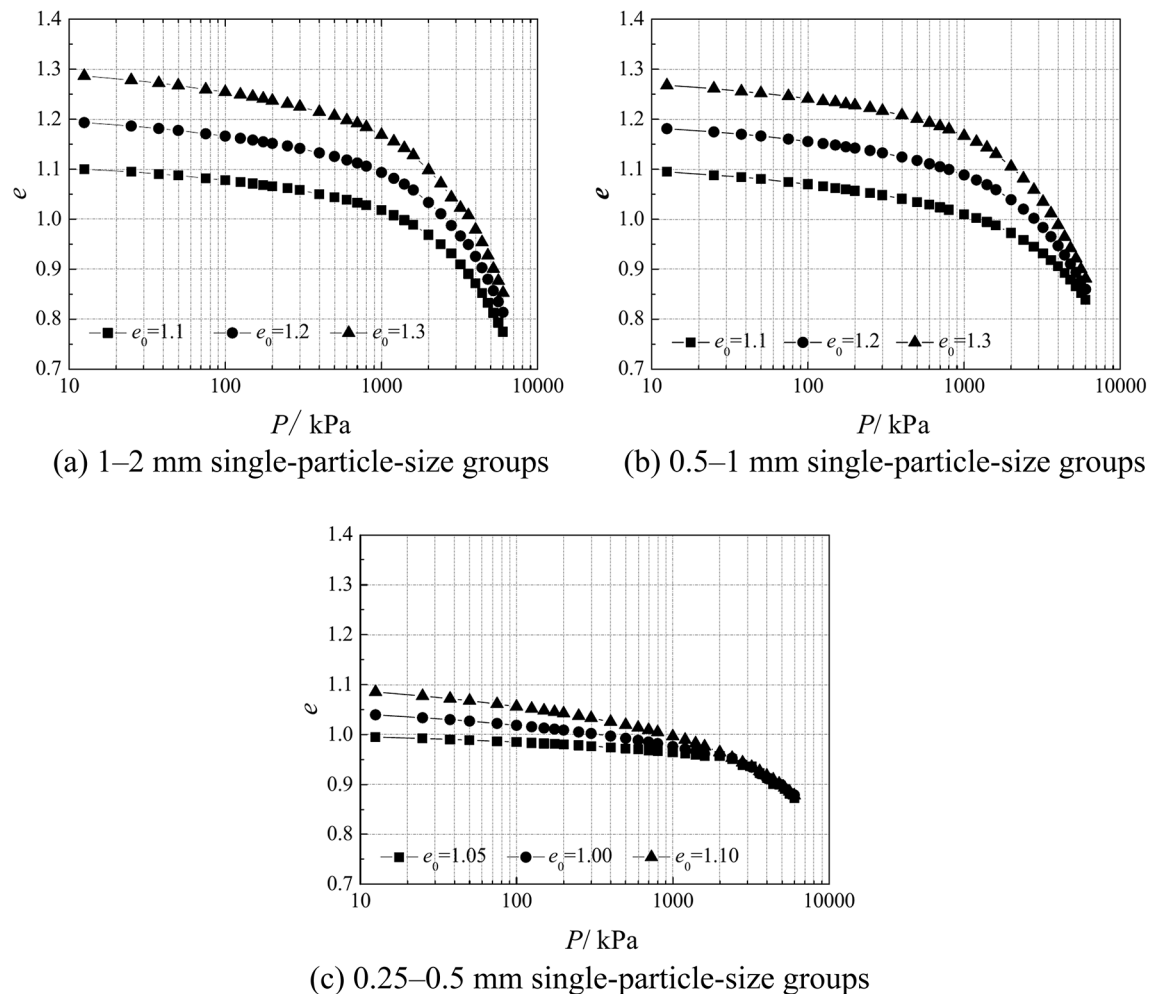 1.4
1.3
1.2
1.1
1.0
0.9
0.8
0.7
e
e0=1.1 e0=1.2 e0=1.3
10 100 1000 10000
P/ kPa
(a) 1–2 mm single-particle-size groups
1.4
1.3
1.2
1.1
1.0
0.9
0.8
0.7
e
e0=1.1 e0=1.2 e0=1.3
10 100 1000 10000
P/ kPa
(b) 0.5–1 mm single-particle-size groups
1.4
1.3
1.2
1.1
1.0
0.9
0.8
0.7
e
e0=1.05 e0=1.00 e0=1.10
10 100 1000 10000
P/ kPa
(c) 0.25–0.5 mm single-particle-size groups